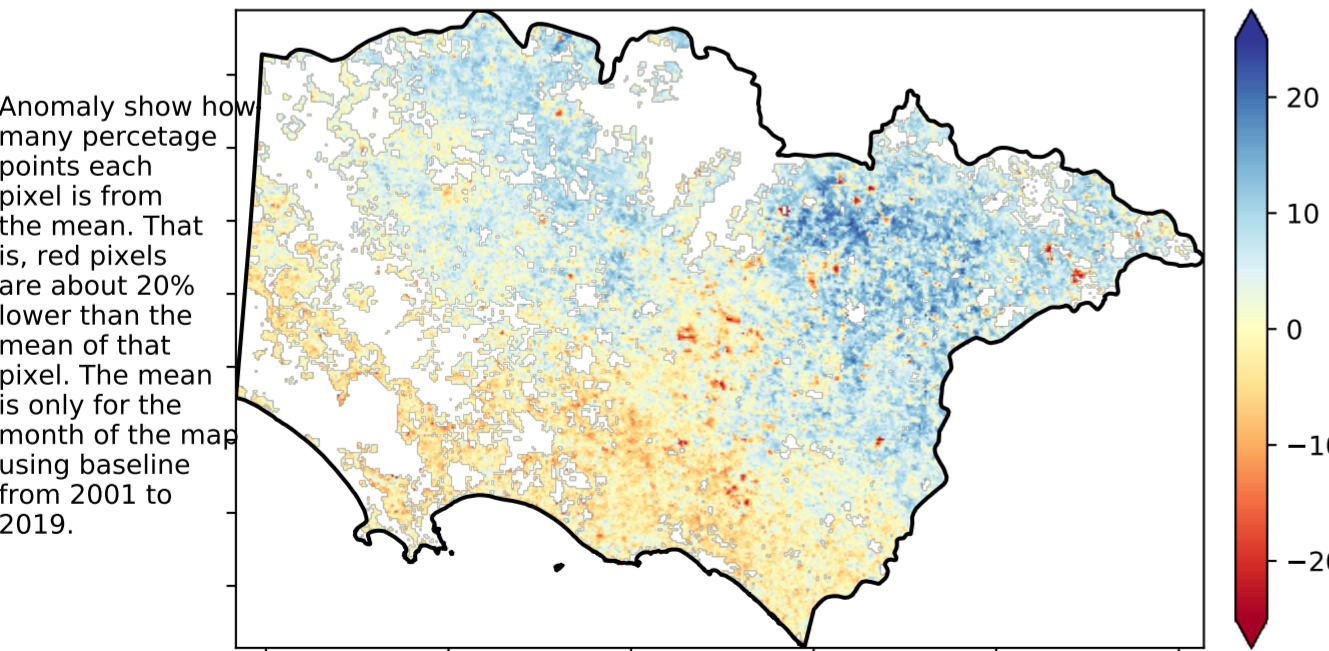 Anomaly show how
many percetage
points each
pixel is from
the mean. That
is, red pixels
are about 20%
lower than the
mean of that
pixel. The mean
is only for the
month of the map
using baseline
from 2001 to
2019.
20
10
0
−10
−20